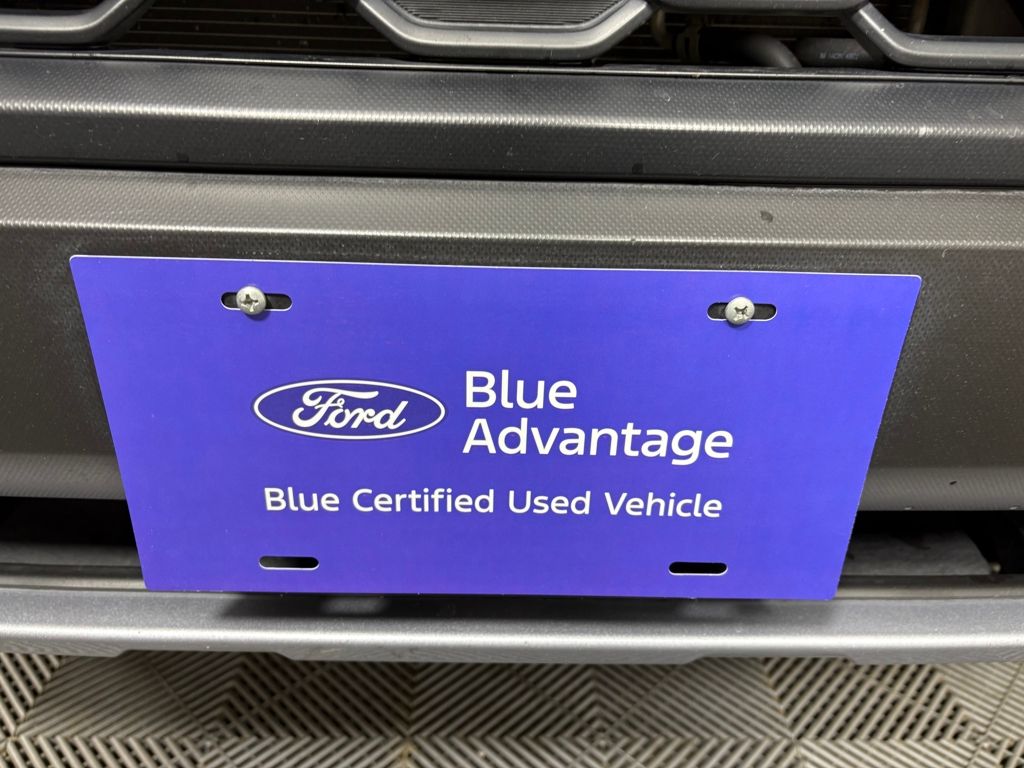 Ford
Blue
Advantage
Blue Certified Used Vehicle